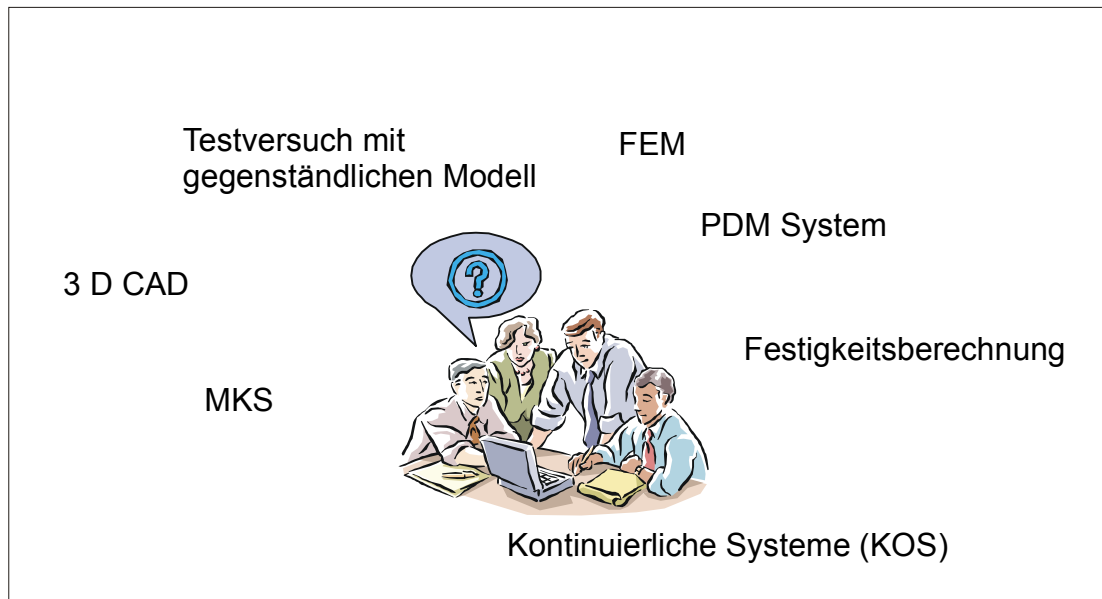 Testversuch mit
gegenständlichen Modell
FEM
PDM System
3 D CAD
?
Festigkeitsberechnung
MKS
Kontinuierliche Systeme (KOS)